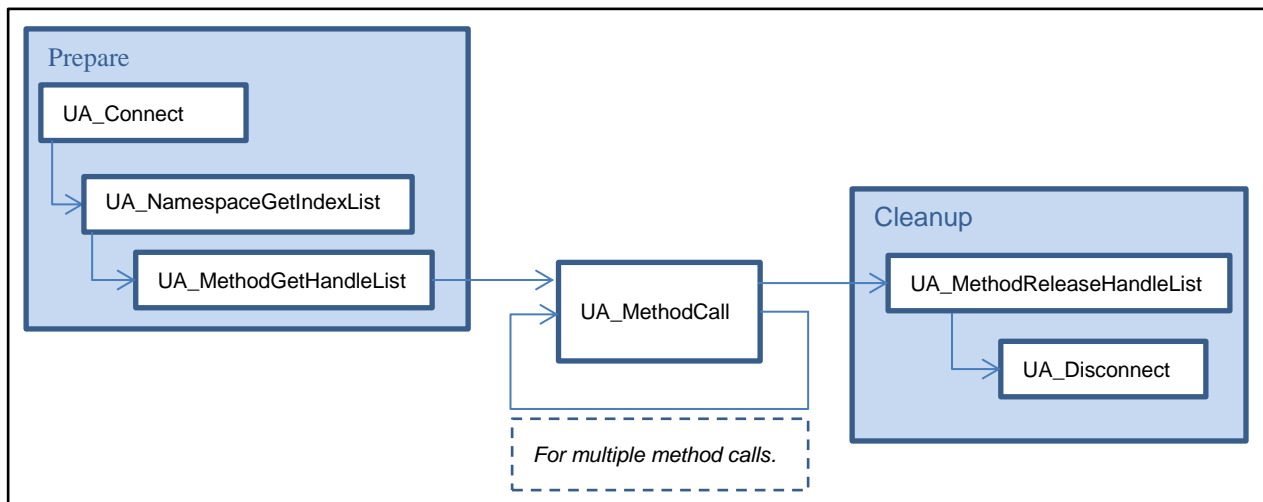 Prepare
UA_Connect
UA_NamespaceGetIndexList
UA_MethodGetHandleList
UA_MethodCall
For multiple method calls.
Cleanup
UA_MethodReleaseHandleList
UA_Disconnect